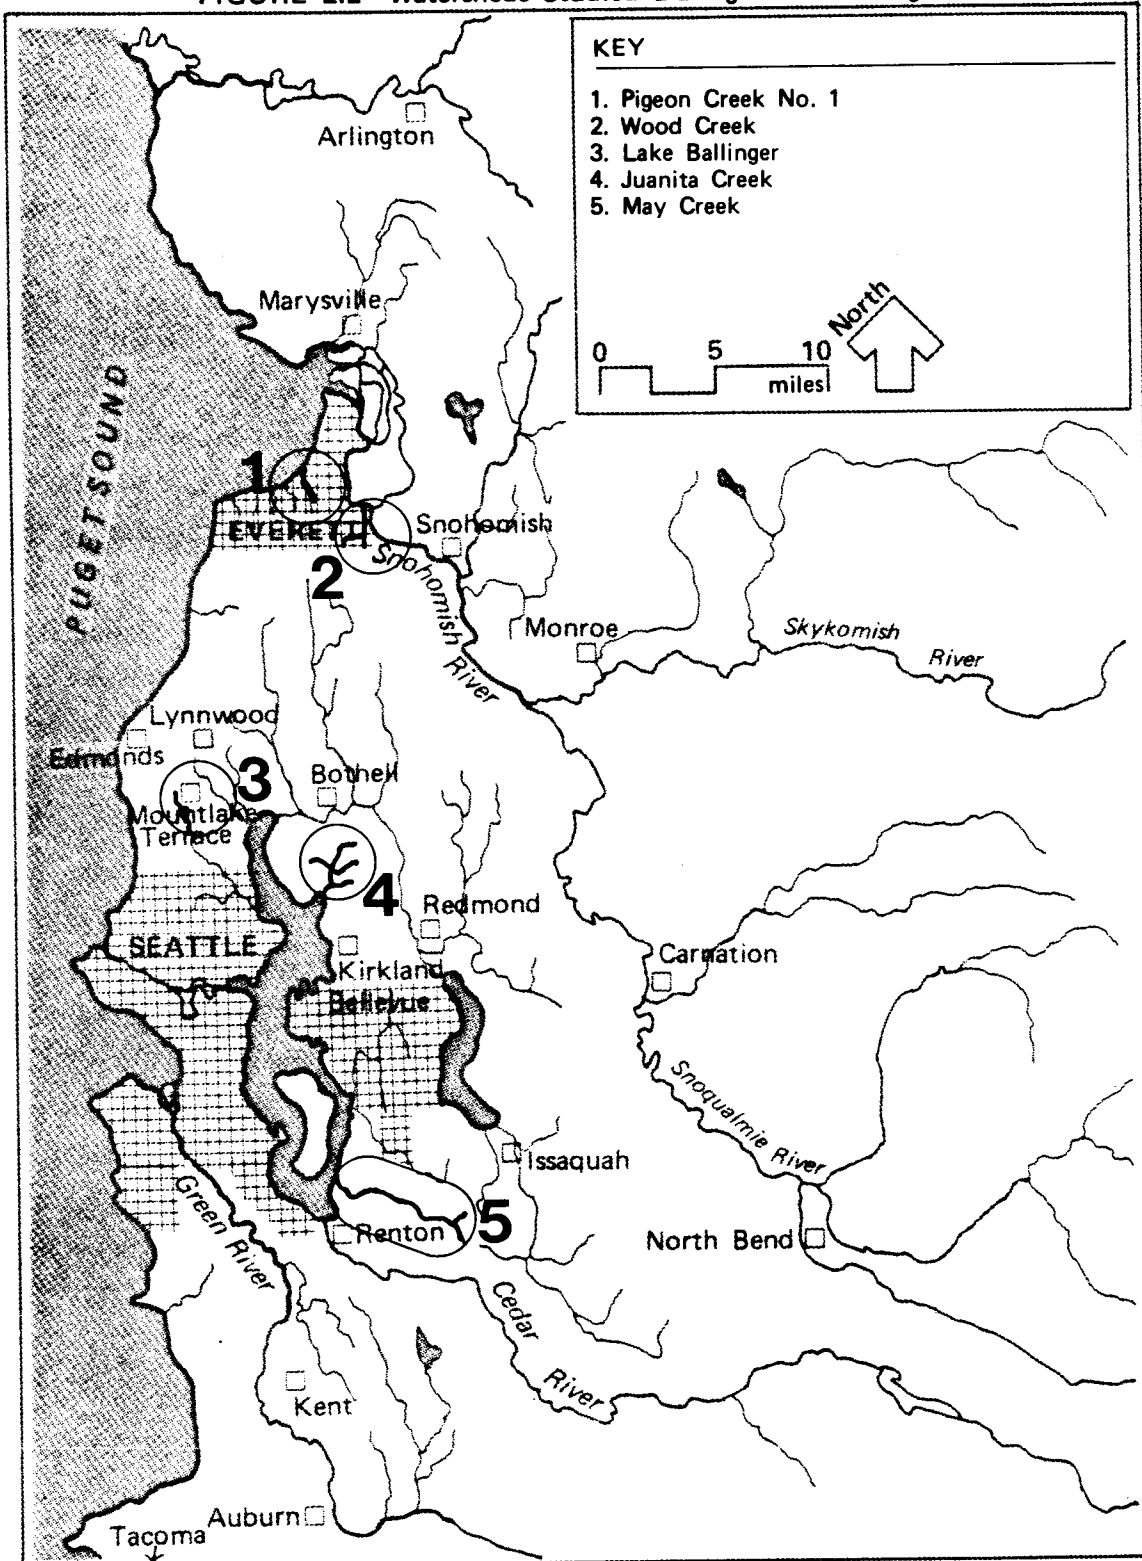 KEY
1. Pigeon Creek No. 1
2. Wood Creek
3. Lake Ballinger
4. Juanita Creek
5. May Creek
North
0 5 10
miles
Arlington
Marysville
PUGET SOUND
1
EVERETT
Snohomish
2
Snohomish River
Monroe
Skykomish River
Lynnwood
Edmonds
3
Bothell
Mountlake
Terrace
4
Redmond
SEATTLE
Kirkland
Carnation
Bellevue
Snoqualmie River
Issaquah
Green River
5
Renton
North Bend
Cedar River
Kent
Auburn
Tacoma